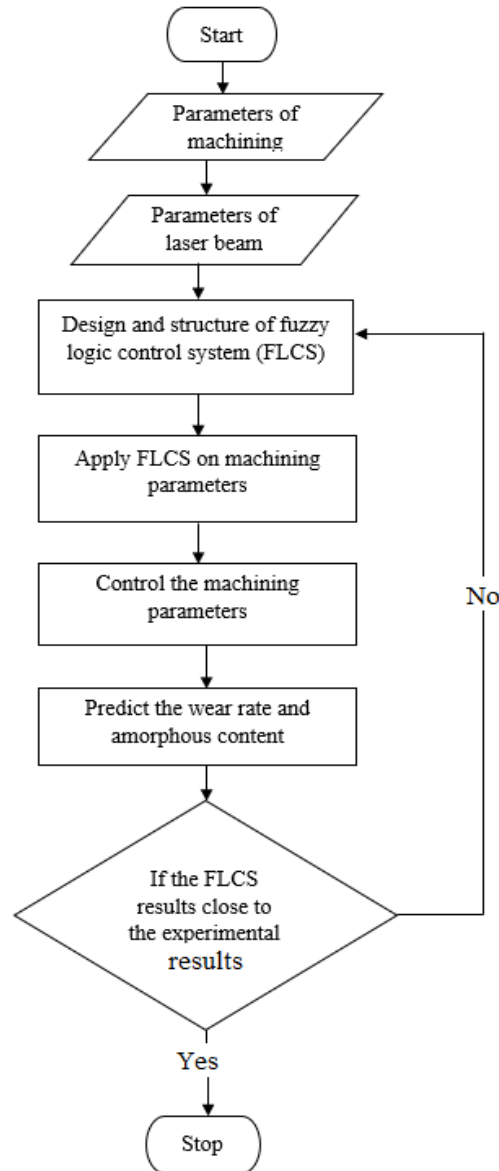 Start
Parameters of
machining
Parameters of
laser beam
Design and structure of fuzzy
logic control system (FLCS)
Apply FLCS on machining
parameters
Control the machining
parameters
No
Predict the wear rate and
amorphous content
If the FLCS
results close to
the experimental
results
Yes
Stop